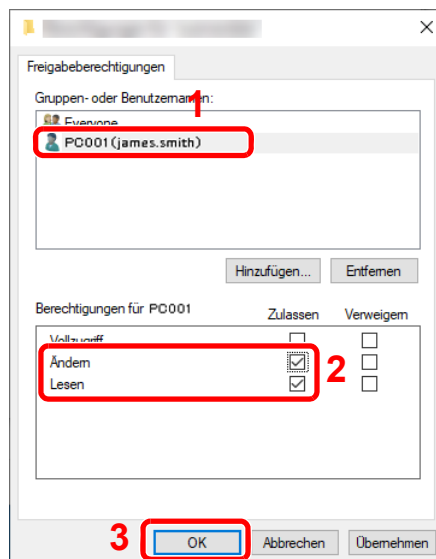 Freigabeberechtigungen
Gruppen- oder Benutzernamen:
1
Everyone
PC001(james.smith)
Hinzufügen... Entfernen
Berechtigungen für PC001 Zulassen Verweigern
Vollzugriff
Ändern
2
Lesen
3
OK Abbrechen Übernehmen